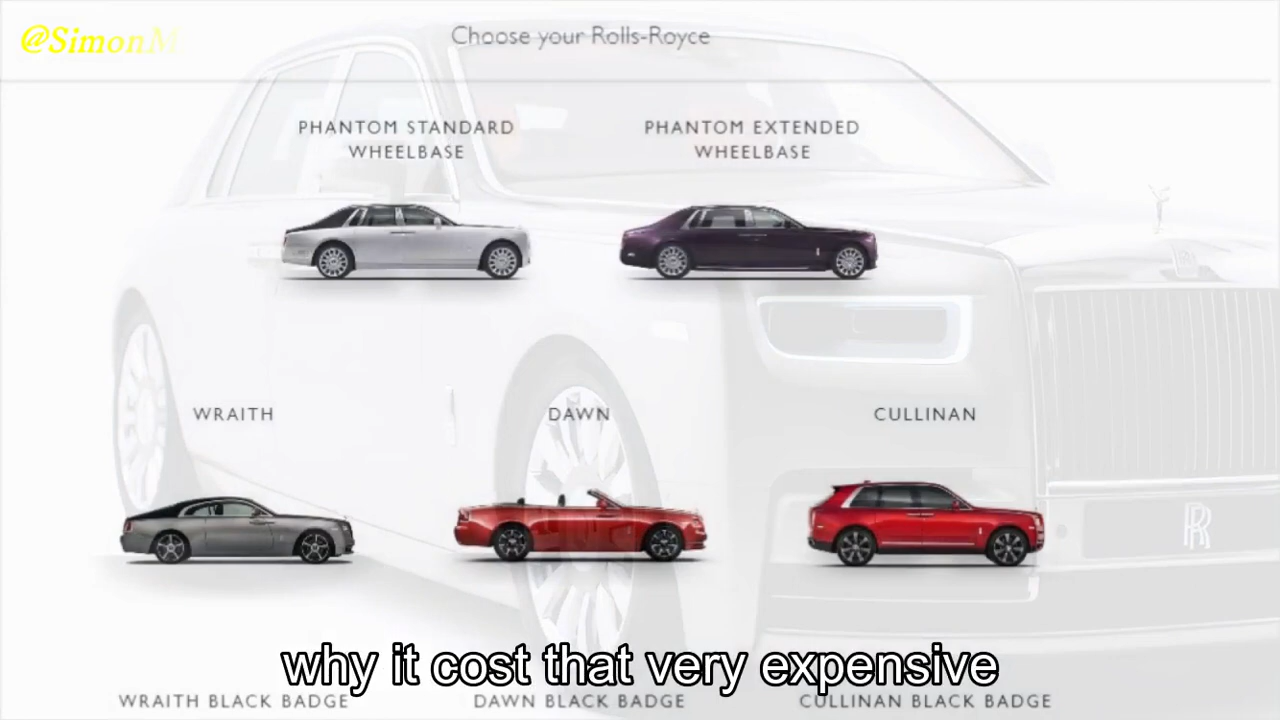 @SimonM
Choose your Rolls-Royce
PHANTOM STANDARD
WHEELBASE
PHANTOM EXTENDED
WHEELBASE
WRAITH
DAWN
CULLINAN
RR
why it cost that very expensive
WRAITH BLACK BADGE
DAWN BLACK BADGE
CULLINAN BLACK BADGE